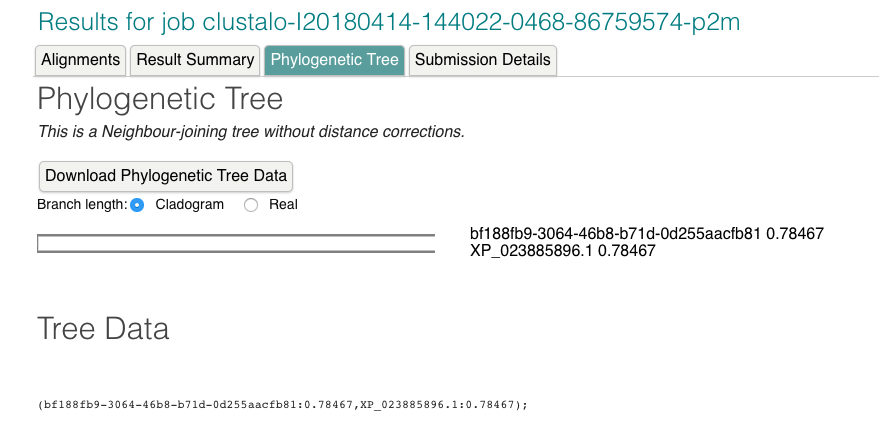 Results for job clustalo-I20180414-144022-0468-86759574-p2m
Alignments Result Summary Phylogenetic Tree Submission Details
Phylogenetic Tree
This is a Neighbour-joining tree without distance corrections.
Download Phylogenetic Tree Data
Branch length: Cladogram Real
bf188fb9-3064-46b8-b71d-0d255aacfb81 0.78467
XP_023885896.1 0.78467
Tree Data
(bf188fb9-3064-46b8-b71d-0d255aacfb81:0.78467,XP_023885896.1:0.78467);